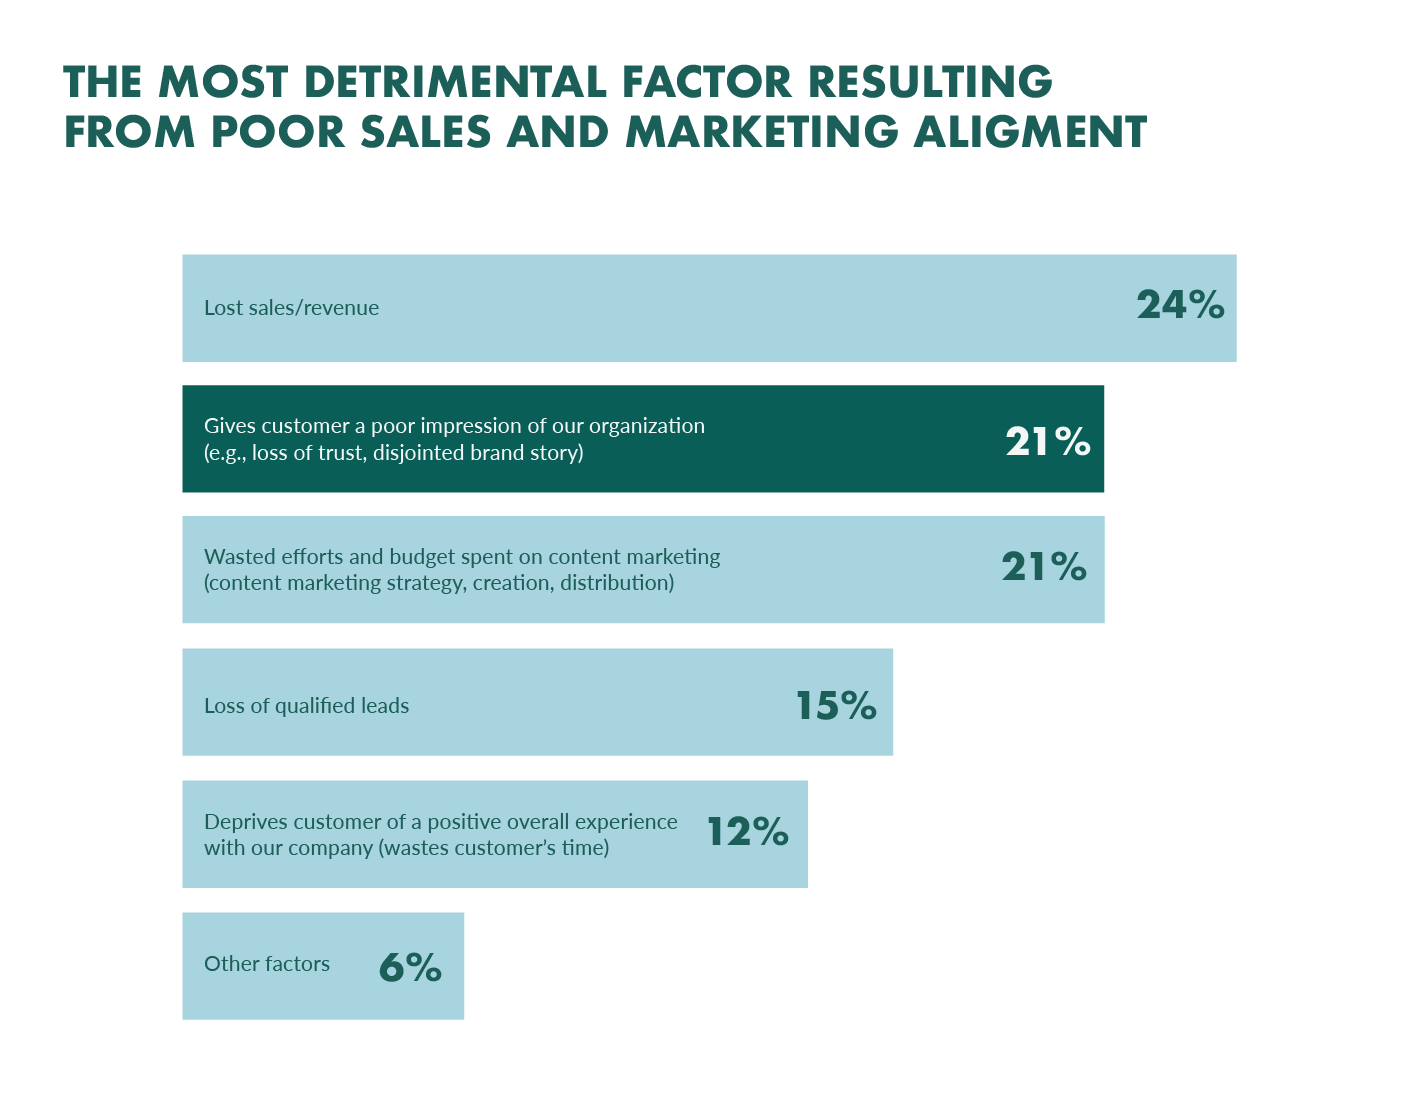 THE MOST DETRIMENTAL FACTOR RESULTING
FROM POOR SALES AND MARKETING ALIGMENT
Lost sales/revenue
24%
Gives customer a poor impression of our organization
(e.g., loss of trust, disjointed brand story)
21%
Wasted efforts and budget spent on content marketing
(content marketing strategy, creation, distribution)
21%
Loss of qualified leads
15%
Deprives customer of a positive overall experience
with our company (wastes customer’s time)
12%
Other factors
6%